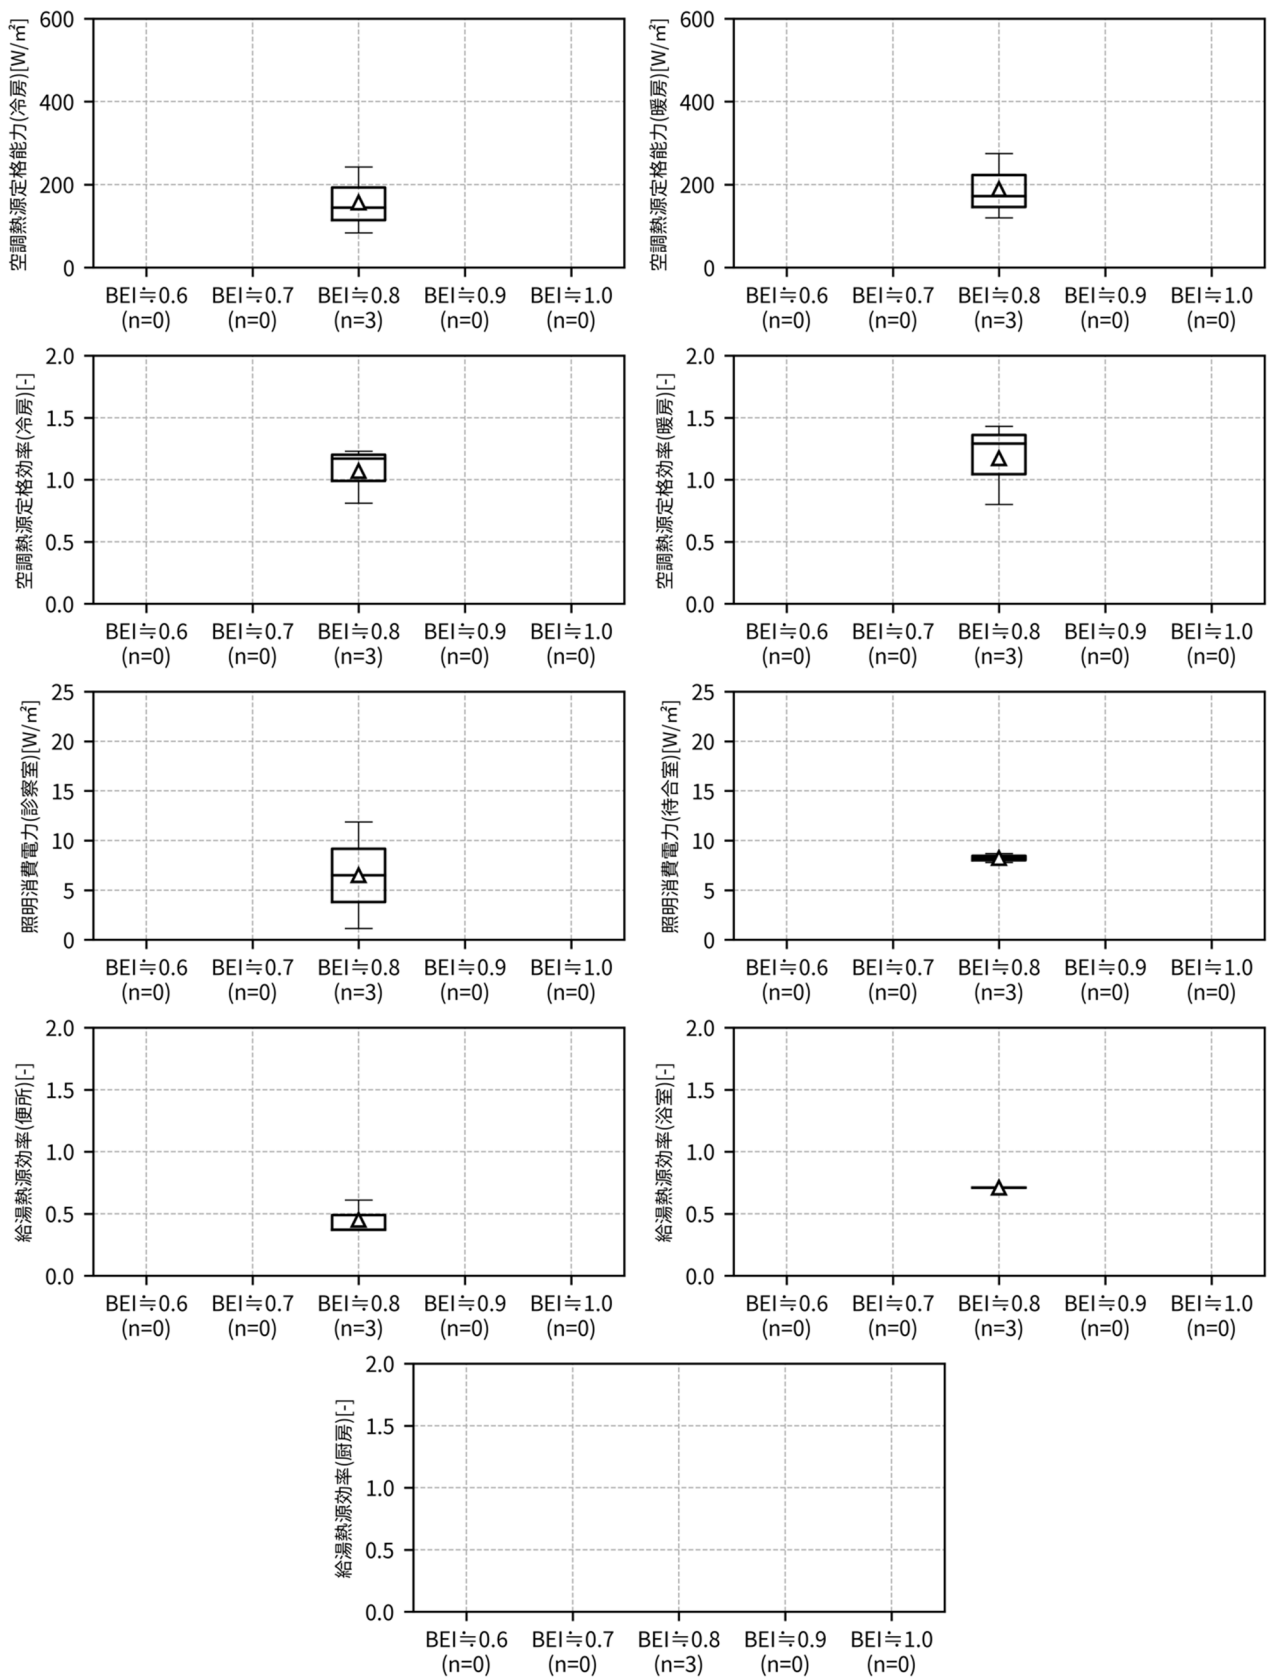 空調熱源定格能力(冷房)[W/㎡]
600
400
200
0
BEI≒0.6 BEI≒0.7 BEI≒0.8 BEI≒0.9 BEI≒1.0
(n=0) (n=0) (n=3) (n=0) (n=0)
空調熱源定格能力(暖房)[W/㎡]
600
400
200
0
BEI≒0.6 BEI≒0.7 BEI≒0.8 BEI≒0.9 BEI≒1.0
(n=0) (n=0) (n=3) (n=0) (n=0)
空調熱源定格効率(冷房)[-]
2.0
1.5
1.0
0.5
0.0
BEI≒0.6 BEI≒0.7 BEI≒0.8 BEI≒0.9 BEI≒1.0
(n=0) (n=0) (n=3) (n=0) (n=0)
空調熱源定格効率(暖房)[-]
2.0
1.5
1.0
0.5
0.0
BEI≒0.6 BEI≒0.7 BEI≒0.8 BEI≒0.9 BEI≒1.0
(n=0) (n=0) (n=3) (n=0) (n=0)
照明消費電力(診察室)[W/㎡]
25
20
15
10
5
0
BEI≒0.6 BEI≒0.7 BEI≒0.8 BEI≒0.9 BEI≒1.0
(n=0) (n=0) (n=3) (n=0) (n=0)
照明消費電力(待合室)[W/㎡]
25
20
15
10
5
0
BEI≒0.6 BEI≒0.7 BEI≒0.8 BEI≒0.9 BEI≒1.0
(n=0) (n=0) (n=3) (n=0) (n=0)
給湯熱源効率(便所)[-]
2.0
1.5
1.0
0.5
0.0
BEI≒0.6 BEI≒0.7 BEI≒0.8 BEI≒0.9 BEI≒1.0
(n=0) (n=0) (n=3) (n=0) (n=0)
給湯熱源効率(浴室)[-]
2.0
1.5
1.0
0.5
0.0
BEI≒0.6 BEI≒0.7 BEI≒0.8 BEI≒0.9 BEI≒1.0
(n=0) (n=0) (n=3) (n=0) (n=0)
給湯熱源効率(厨房)[-]
2.0
1.5
1.0
0.5
0.0
BEI≒0.6 BEI≒0.7 BEI≒0.8 BEI≒0.9 BEI≒1.0
(n=0) (n=0) (n=3) (n=0) (n=0)